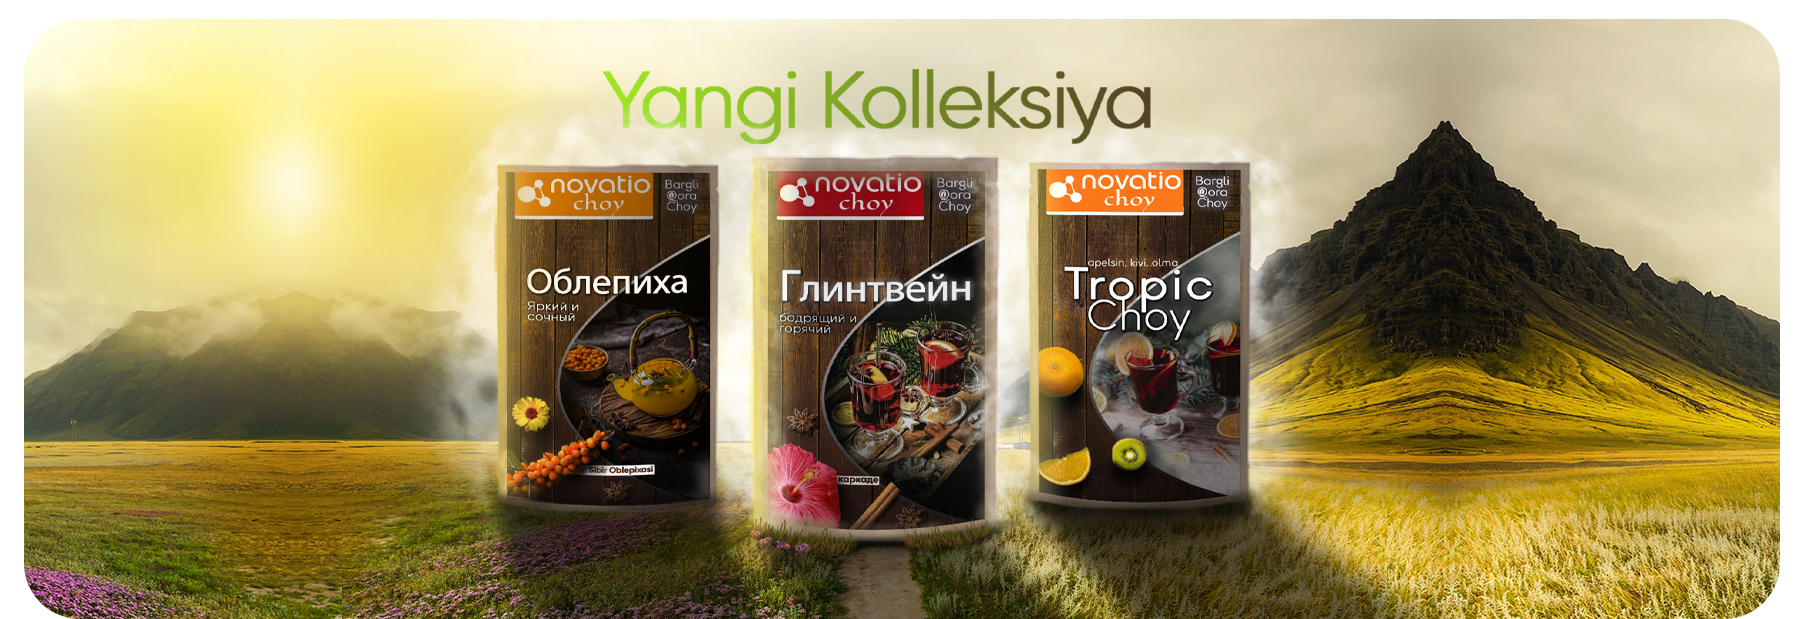 Yangi Kolleksiya
novatio
choy
Bargli
@ora
Choy
Облепиха
Яркий и
сочный
Sibir Oblepixasi
novatio
choy
Bargli
@ora
Choy
Глинтвейн
бодрящий и
горячий
каркаде
novatio
choy
Bargli
@ora
Choy
apelsin, kivi, olma
Tropic
Choy